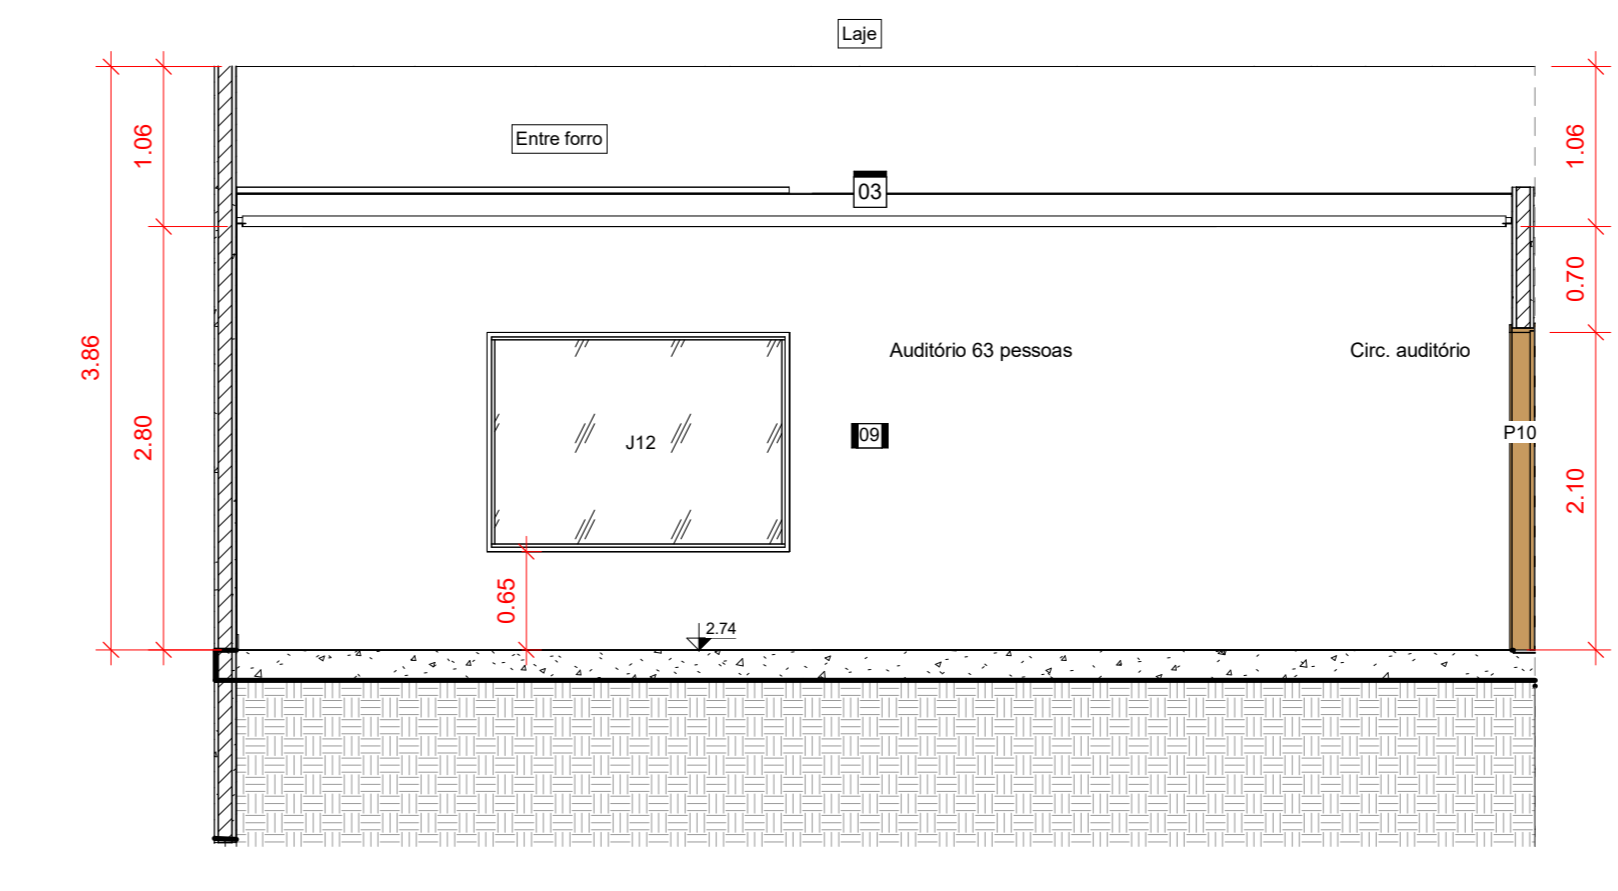 Laje
1.06
Entre forro
1.06
03
0.70
3.86
Auditório 63 pessoas
Circ. auditório
2.80
J12
09
P10
2.10
0.65
2.74